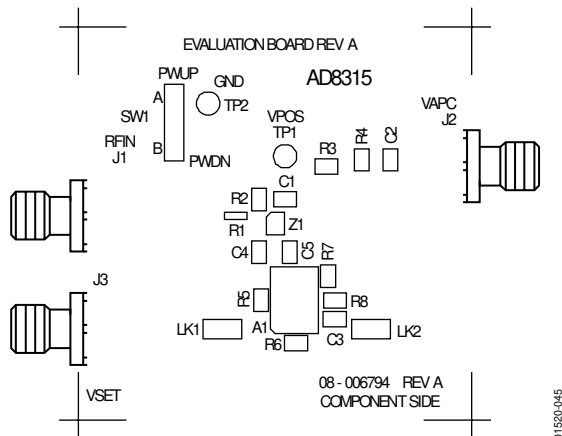 EVALUATION BOARD REV A
PWUP
GND
AD8315
A
TP2
SW1
VPOS
TP1
VAPC
J2
RFIN
J1
B
PWDN
R3
R4
C2
R2
C1
R1
Z1
C4
C5
R7
J3
R5
R8
LK1
A1
C3
LK2
R6
VSET
08-006794 REV A
COMPONENT SIDE
01520-045